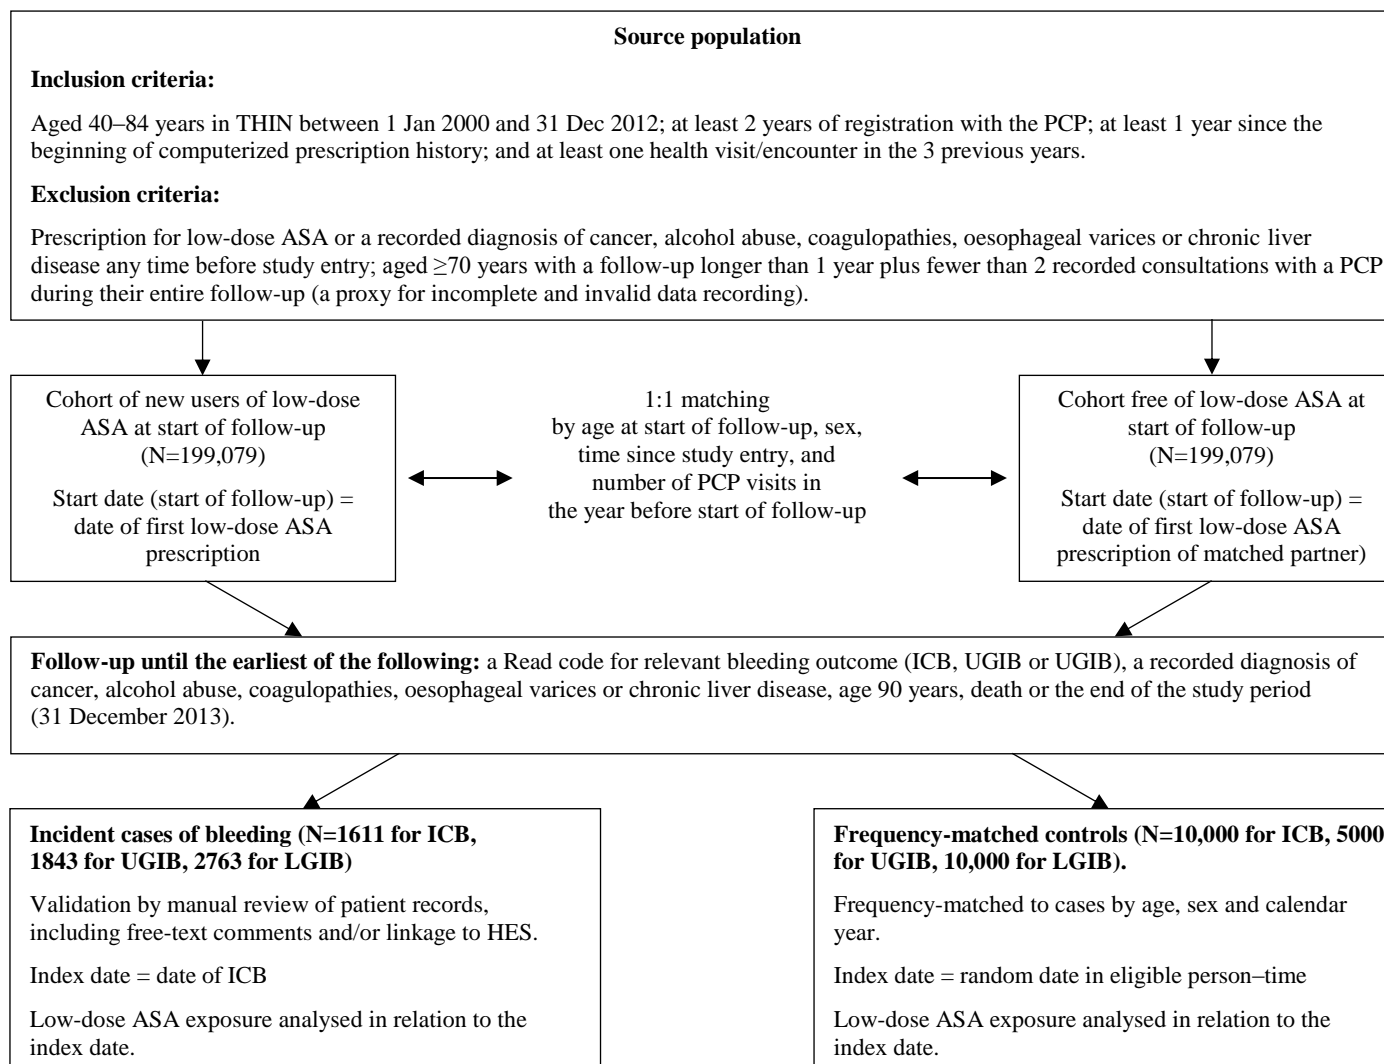 Source population
Inclusion criteria:
Aged 40–84 years in THIN between 1 Jan 2000 and 31 Dec 2012; at least 2 years of registration with the PCP; at least 1 year since the
beginning of computerized prescription history; and at least one health visit/encounter in the 3 previous years.
Exclusion criteria:
Prescription for low-dose ASA or a recorded diagnosis of cancer, alcohol abuse, coagulopathies, oesophageal varices or chronic liver
disease any time before study entry; aged ≥70 years with a follow-up longer than 1 year plus fewer than 2 recorded consultations with a PCP
during their entire follow-up (a proxy for incomplete and invalid data recording).
Cohort of new users of low-dose
ASA at start of follow-up
(N=199,079)
Start date (start of follow-up) =
date of first low-dose ASA
prescription
1:1 matching
by age at start of follow-up, sex,
time since study entry, and
number of PCP visits in
the year before start of follow-up
Cohort free of low-dose ASA at
start of follow-up
(N=199,079)
Start date (start of follow-up) =
date of first low-dose ASA
prescription of matched partner)
Follow-up until the earliest of the following: a Read code for relevant bleeding outcome (ICB, UGIB or UGIB), a recorded diagnosis of
cancer, alcohol abuse, coagulopathies, oesophageal varices or chronic liver disease, age 90 years, death or the end of the study period
(31 December 2013).
Incident cases of bleeding (N=1611 for ICB,
1843 for UGIB, 2763 for LGIB)
Validation by manual review of patient records,
including free-text comments and/or linkage to HES.
Index date = date of ICB
Low-dose ASA exposure analysed in relation to the
index date.
Frequency-matched controls (N=10,000 for ICB, 5000
for UGIB, 10,000 for LGIB).
Frequency-matched to cases by age, sex and calendar
year.
Index date = random date in eligible person–time
Low-dose ASA exposure analysed in relation to the
index date.